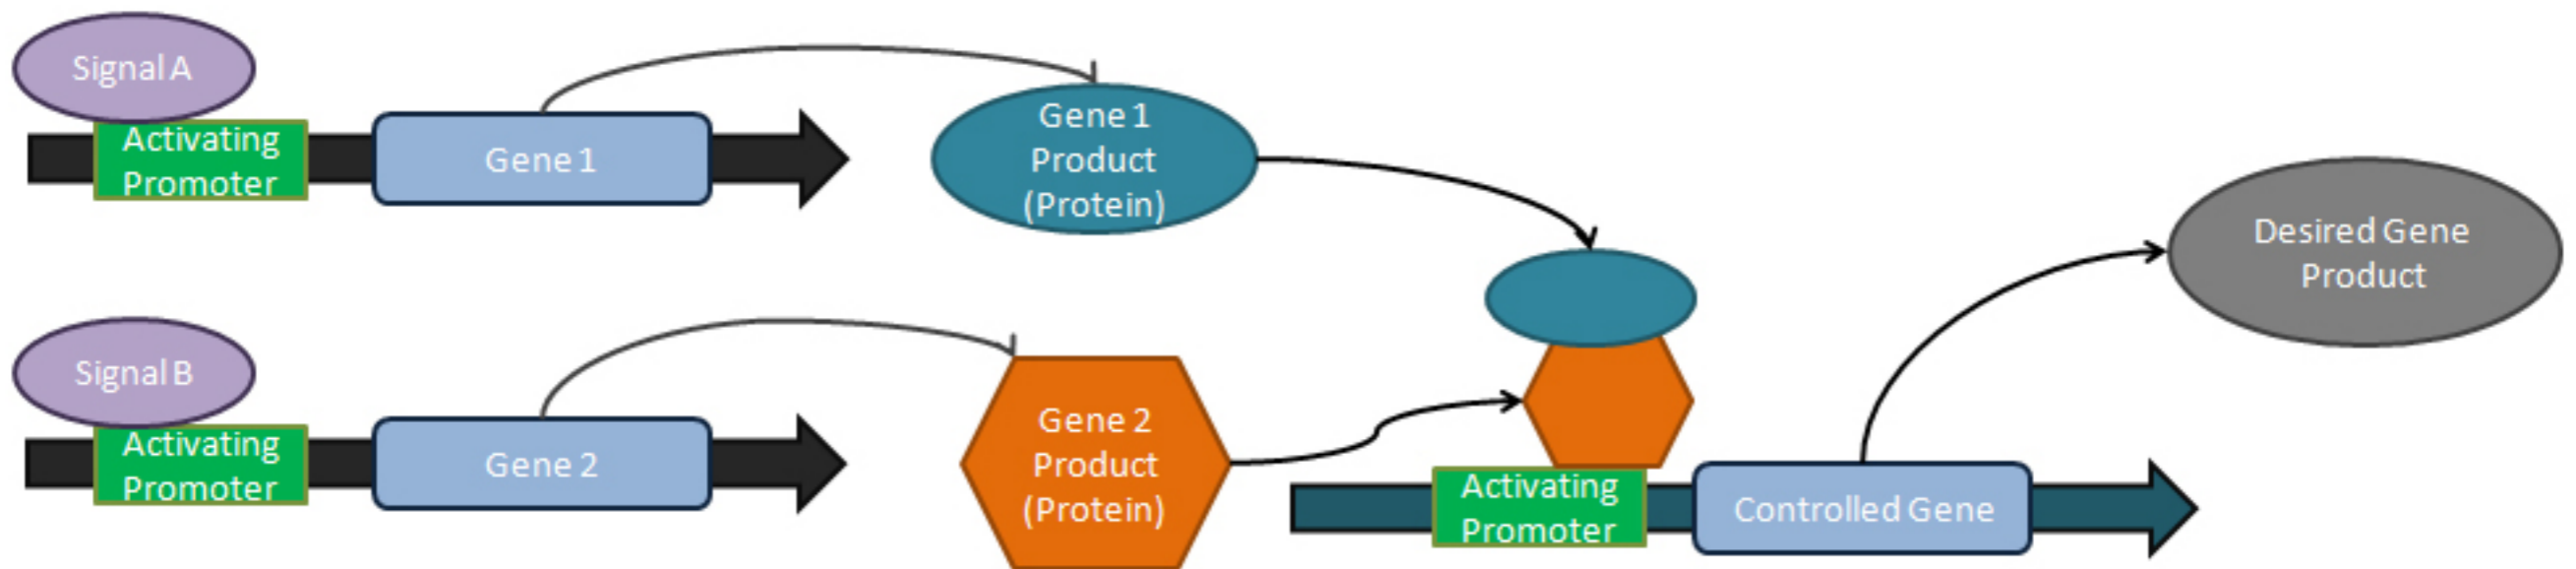 Signal A
Activating
Promoter
Gene 1
Gene 1
Product
(Protein)
Signal B
Activating
Promoter
Gene 2
Gene 2
Product
(Protein)
Activating
Promoter
Controlled Gene
Desired Gene
Product